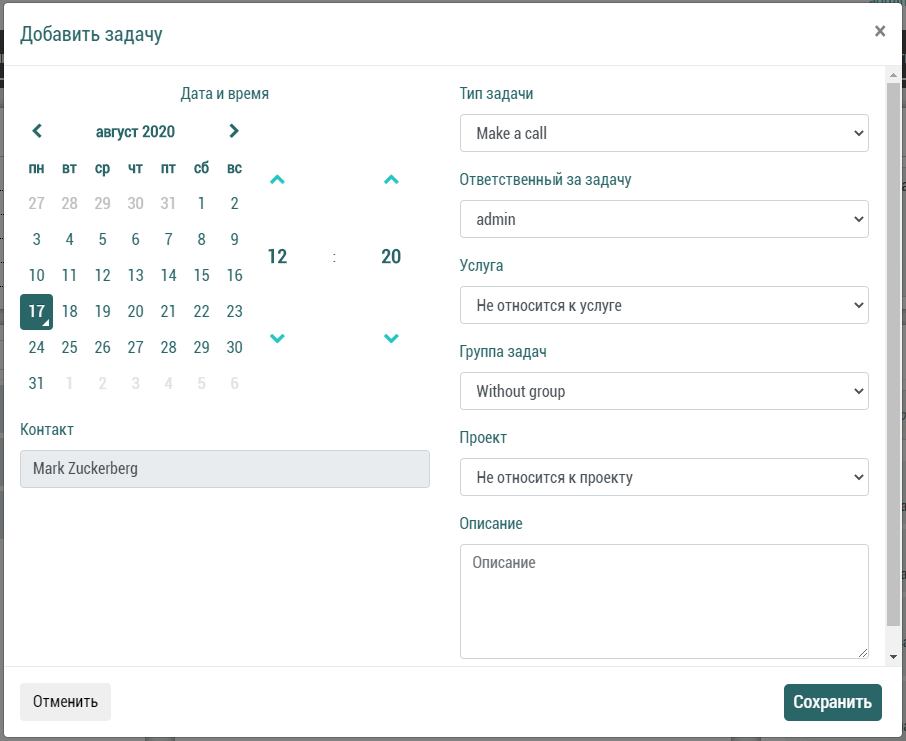 Добавить задачу
×
Дата и время
август 2020
пн вт ср чт пт сб вс
27 28 29 30 31 1 2
3 4 5 6 7 8 9
10 11 12 13 14 15 16
17 18 19 20 21 22 23
24 25 26 27 28 29 30
31 1 2 3 4 5 6
12 : 20
Контакт
Mark Zuckerberg
Тип задачи
Make a call
Ответственный за задачу
admin
Услуга
Не относится к услуге
Группа задач
Without group
Проект
Не относится к проекту
Описание
Описание
Отменить
Сохранить